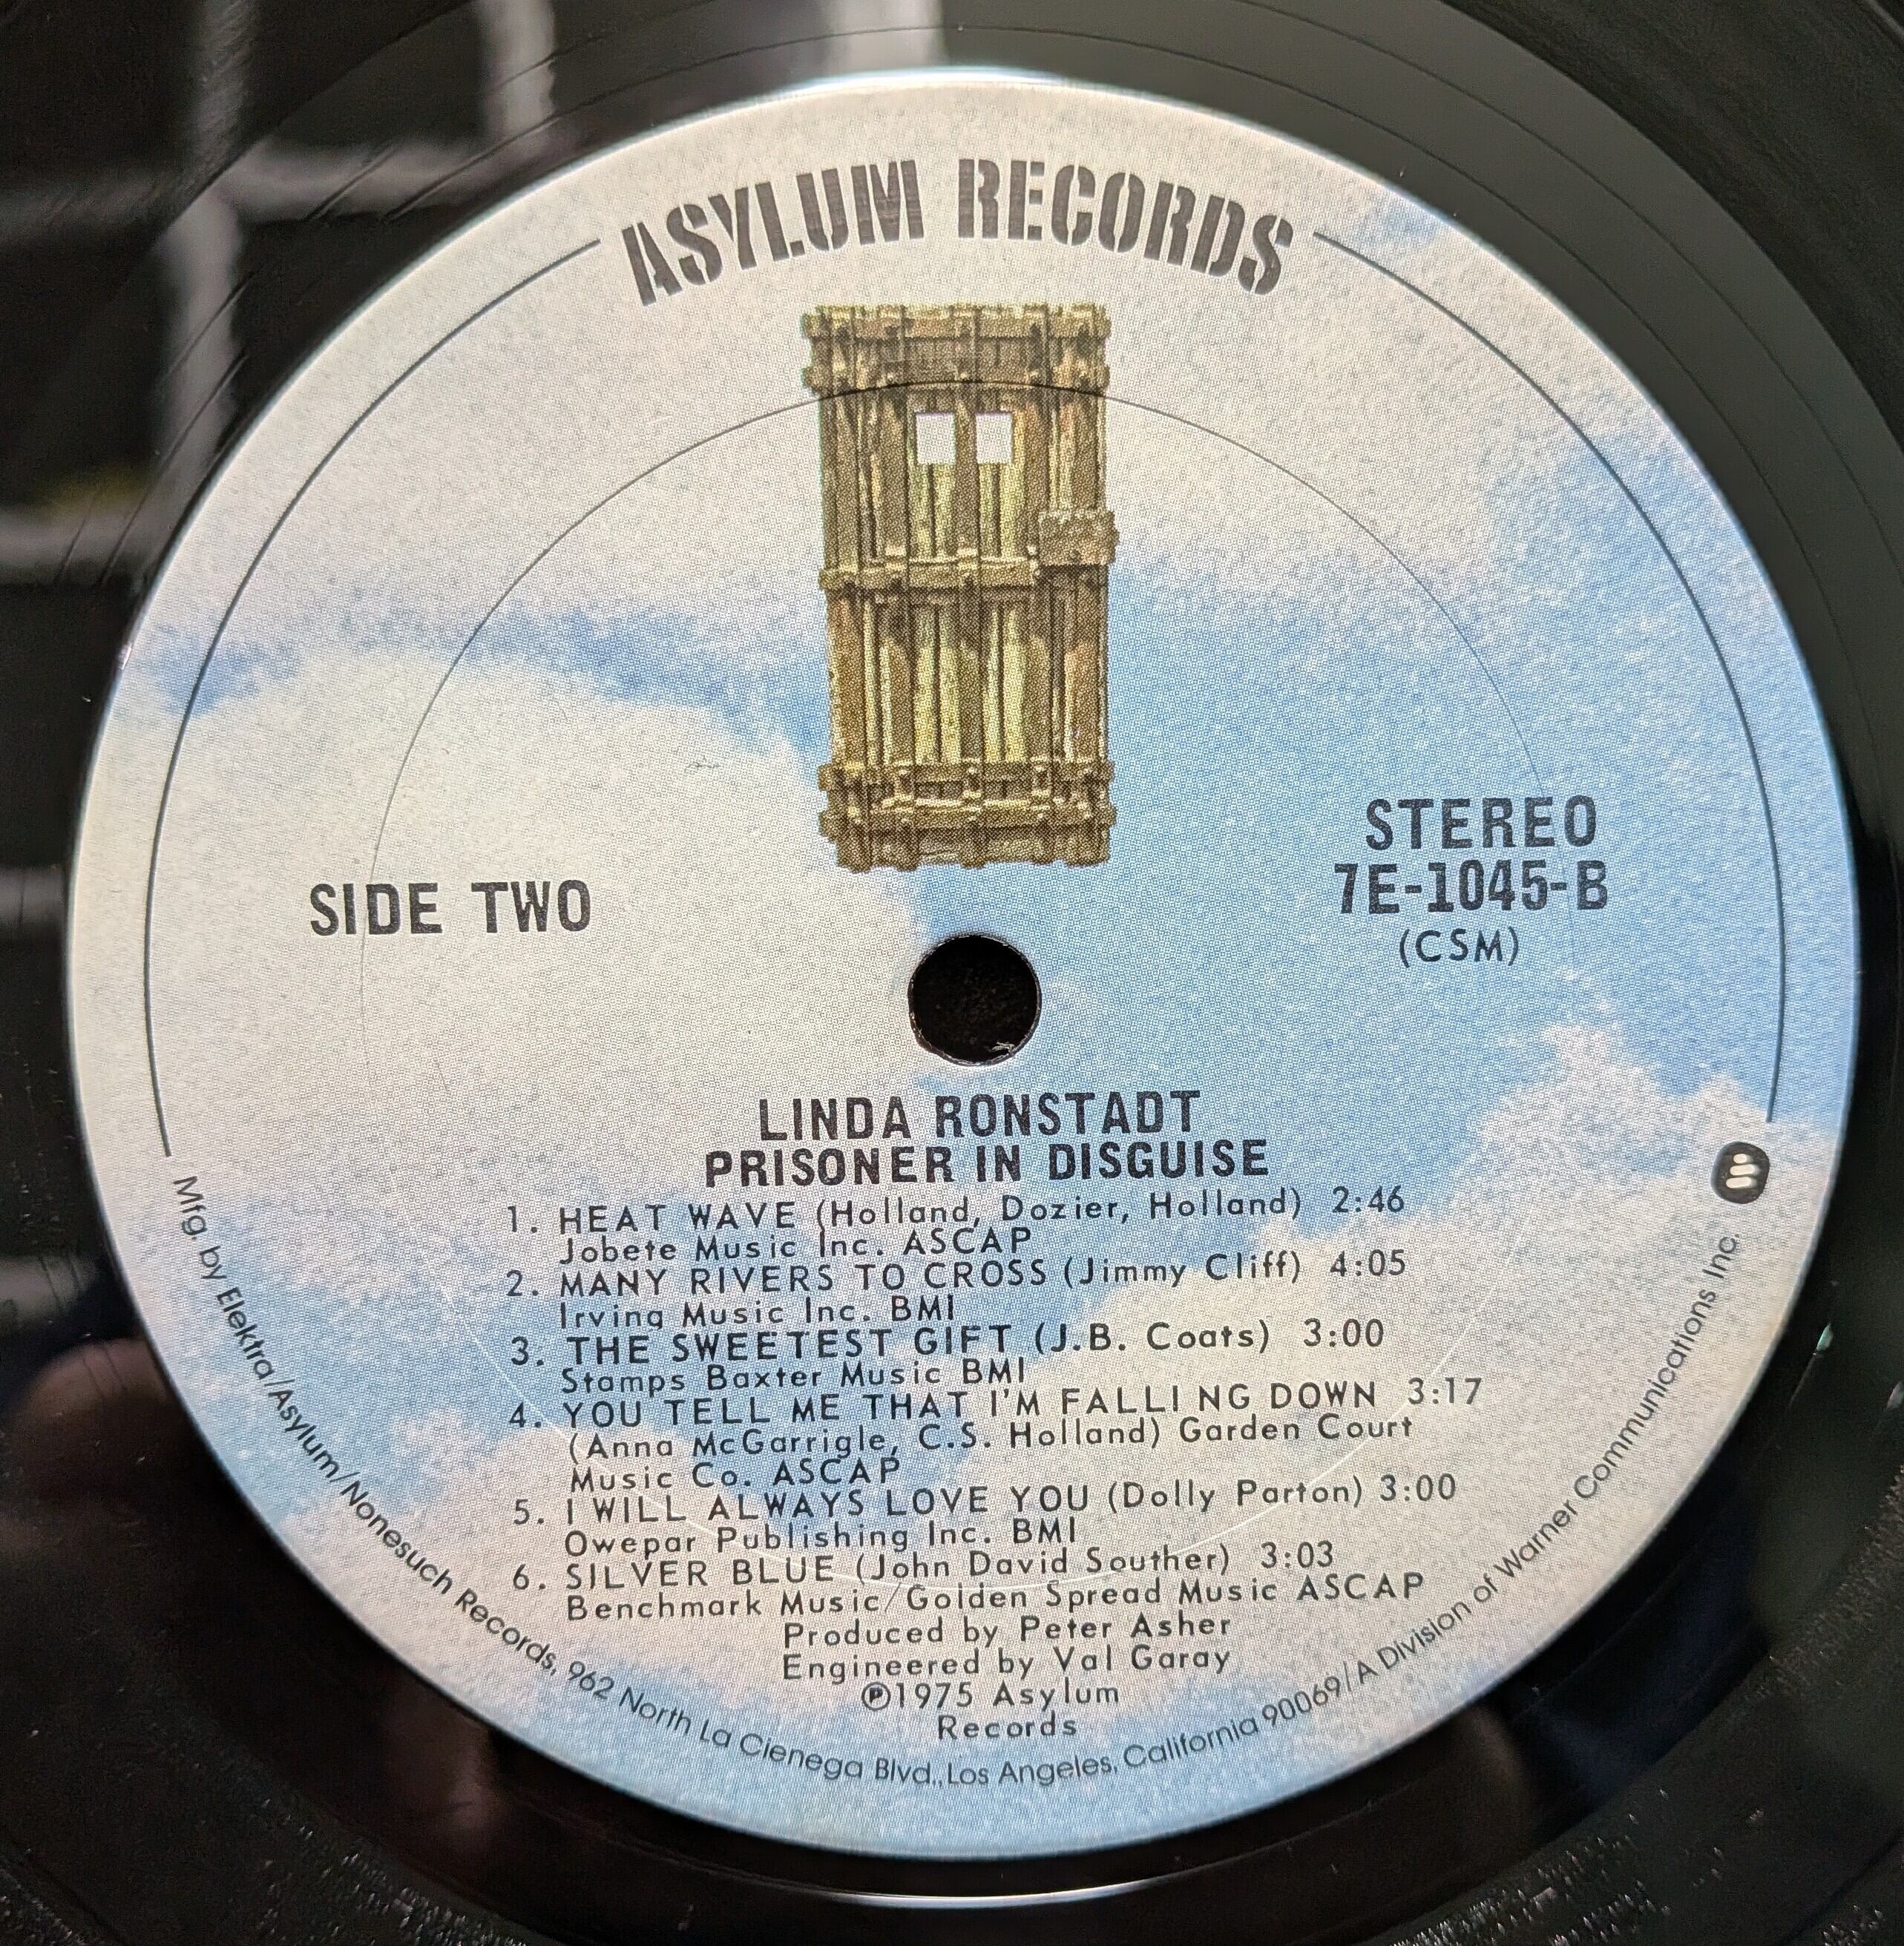 ASYLUM RECORDS
SIDE TWO
STEREO
7E-1045-B
(CSM)
LINDA RONSTADT
PRISONER IN DISGUISE
1. HEAT WAVE (Holland, Dozier, Holland) 2:46
Jobete Music Inc. ASCAP
2. MANY RIVERS TO CROSS (Jimmy Cliff) 4:05
Irving Music Inc. BMI
3. THE SWEETEST GIFT (J.B. Coats) 3:00
Stamps Baxter Music BMI
4. YOU TELL ME THAT I'M FALLING DOWN 3:17
(Anna McGarrigle, C.S. Holland) Garden Court
Music Co. ASCAP
5. I WILL ALWAYS LOVE YOU (Dolly Parton) 3:00
Owepar Publishing Inc. BMI
6. SILVER BLUE (John David Souther) 3:03
Benchmark Music/Golden Spread Music ASCAP
Produced by Peter Asher
Engineered by Val Garay
℗1975 Asylum
Records
Mfg. by Elektra/Asylum/Nonesuch Records, 962 North La Cienega Blvd., Los Angeles, California 90069/A Division of Warner Communications Inc.